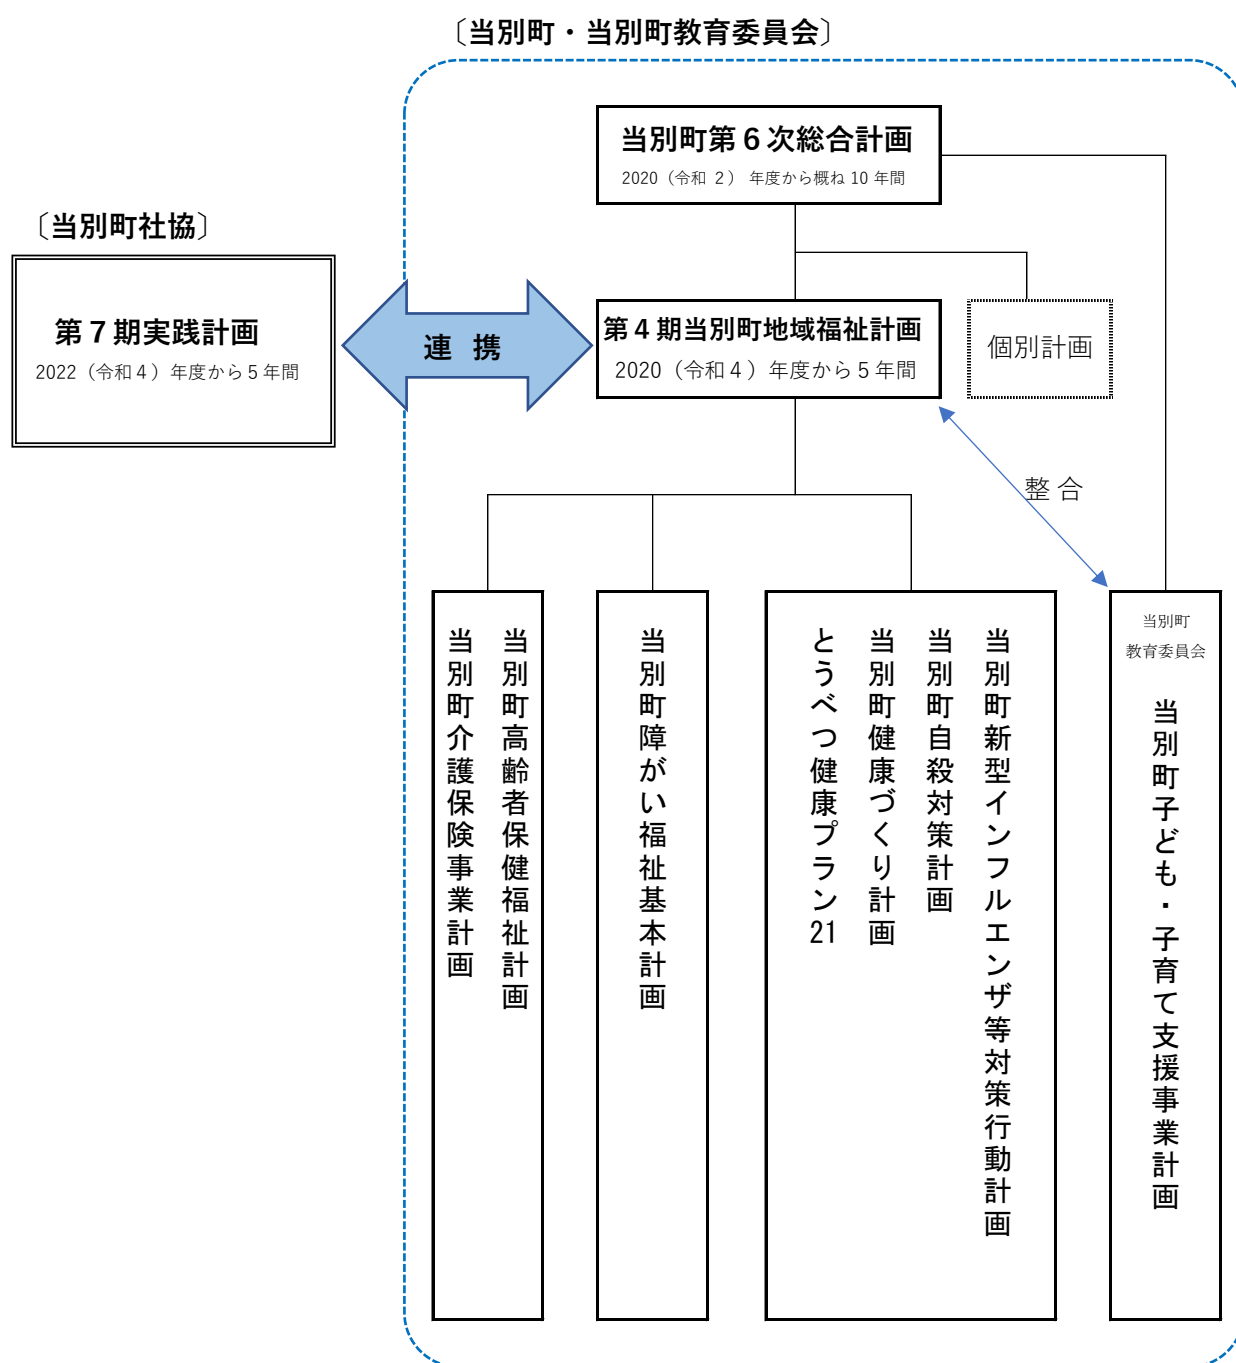 〔当別町・当別町教育委員会〕
当別町第６次総合計画
2020（令和 ２） 年度から概ね 10 年間
〔当別町社協〕
第７期実践計画
2022（令和４）年度から５年間
連 携
第４期当別町地域福祉計画
2020（令和４）年度から５年間
個別計画
整合
当別町高齢者保健福祉計画
当別町介護保険事業計画
当別町障がい福祉基本計画
当別町新型インフルエンザ等対策行動計画
当別町自殺対策計画
当別町健康づくり計画
とうべつ健康プラン21
当別町
教育委員会
当別町子ども・子育て支援事業計画